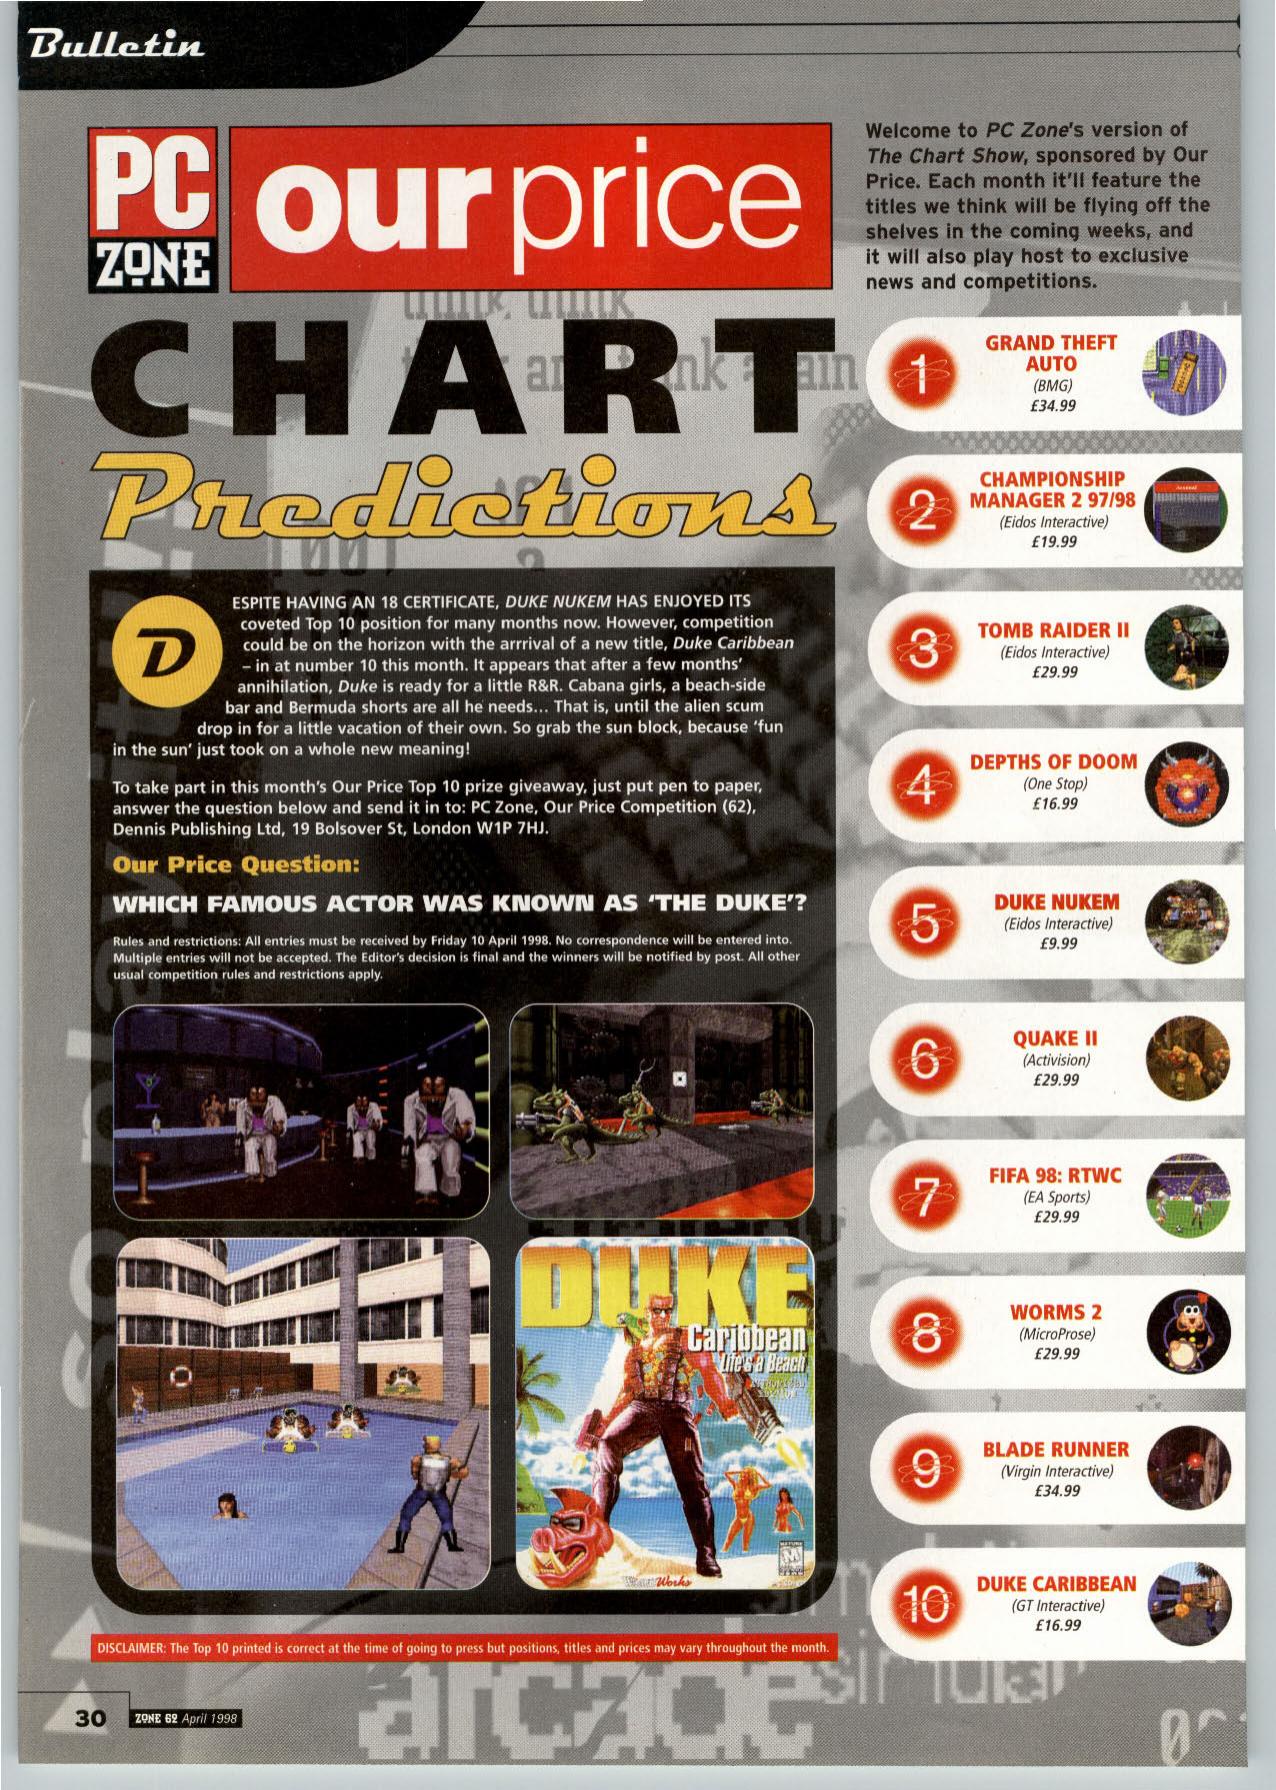 Bulletin
PC
ZONE
ourprice
CHART
Predictions
Welcome to PC Zone's version of
The Chart Show, sponsored by Our
Price. Each month it'll feature the
titles we think will be flying off the
shelves in the coming weeks, and
it will also play host to exclusive
news and competitions.
DESPITE HAVING AN 18 CERTIFICATE, DUKE NUKEM HAS ENJOYED ITS
coveted Top 10 position for many months now. However, competition
could be on the horizon with the arrrival of a new title, Duke Caribbean
– in at number 10 this month. It appears that after a few months'
annihilation, Duke is ready for a little R&R. Cabana girls, a beach-side
bar and Bermuda shorts are all he needs... That is, until the alien scum
drop in for a little vacation of their own. So grab the sun block, because 'fun
in the sun' just took on a whole new meaning!
To take part in this month's Our Price Top 10 prize giveaway, just put pen to paper,
answer the question below and send it in to: PC Zone, Our Price Competition (62),
Dennis Publishing Ltd, 19 Bolsover St, London W1P 7HJ.
Our Price Question:
WHICH FAMOUS ACTOR WAS KNOWN AS 'THE DUKE'?
Rules and restrictions: All entries must be received by Friday 10 April 1998. No correspondence will be entered into.
Multiple entries will not be accepted. The Editor's decision is final and the winners will be notified by post. All other
usual competition rules and restrictions apply.
DUKE
Caribbean
Life's a Beach
MATURE
M
WizardWorks
DISCLAIMER: The Top 10 printed is correct at the time of going to press but positions, titles and prices may vary throughout the month.
1
GRAND THEFT
AUTO
(BMG)
£34.99
2
CHAMPIONSHIP
MANAGER 2 97/98
(Eidos Interactive)
£19.99
Arsenal
3
TOMB RAIDER II
(Eidos Interactive)
£29.99
4
DEPTHS OF DOOM
(One Stop)
£16.99
5
DUKE NUKEM
(Eidos Interactive)
£9.99
6
QUAKE II
(Activision)
£29.99
7
FIFA 98: RTWC
(EA Sports)
£29.99
8
WORMS 2
(MicroProse)
£29.99
9
BLADE RUNNER
(Virgin Interactive)
£34.99
10
DUKE CARIBBEAN
(GT Interactive)
£16.99
arcade
30
ZONE 62 April 1998